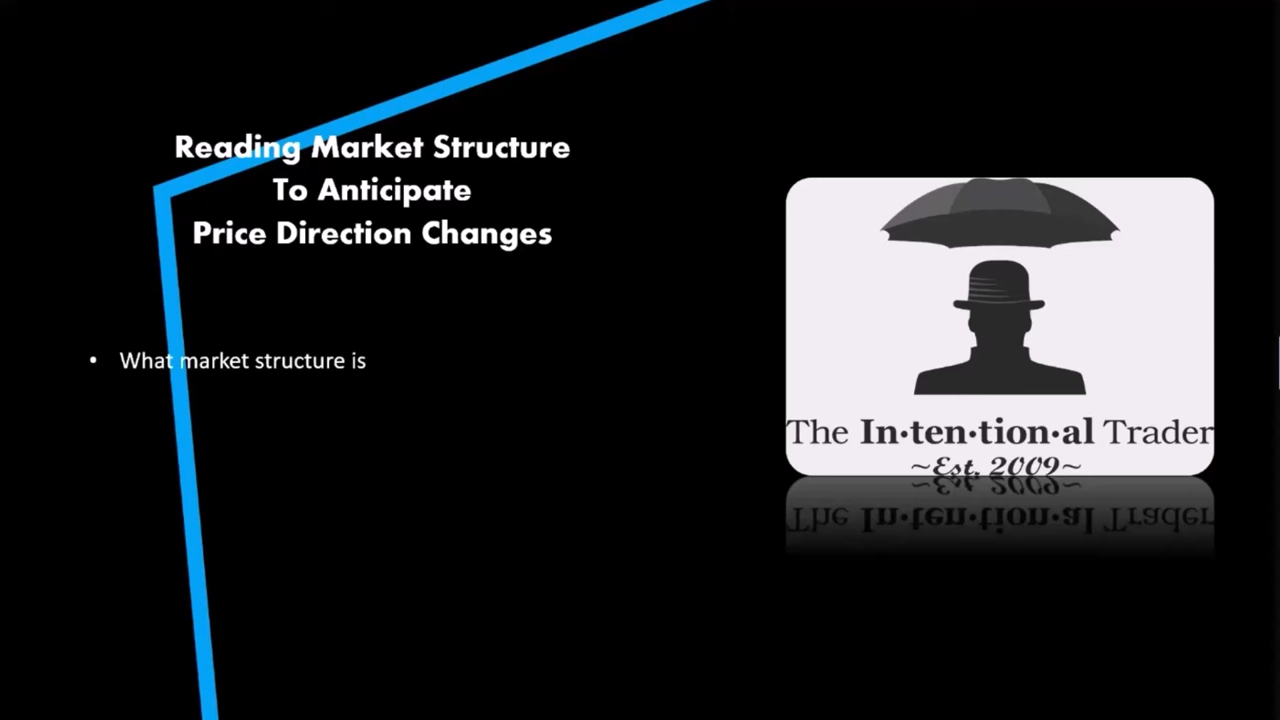 Reading Market Structure
To Anticipate
Price Direction Changes
• What market structure is
The In·ten·tion·al Trader
~Est. 2009~